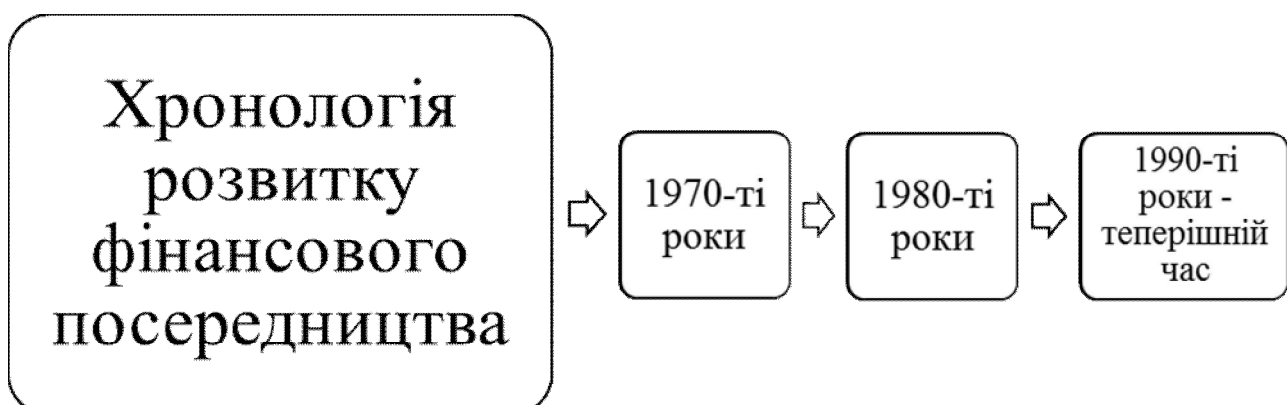 Хронологія
розвитку
фінансового
посередництва
1970-ті
роки
1980-ті
роки
1990-ті
роки -
теперішній
час